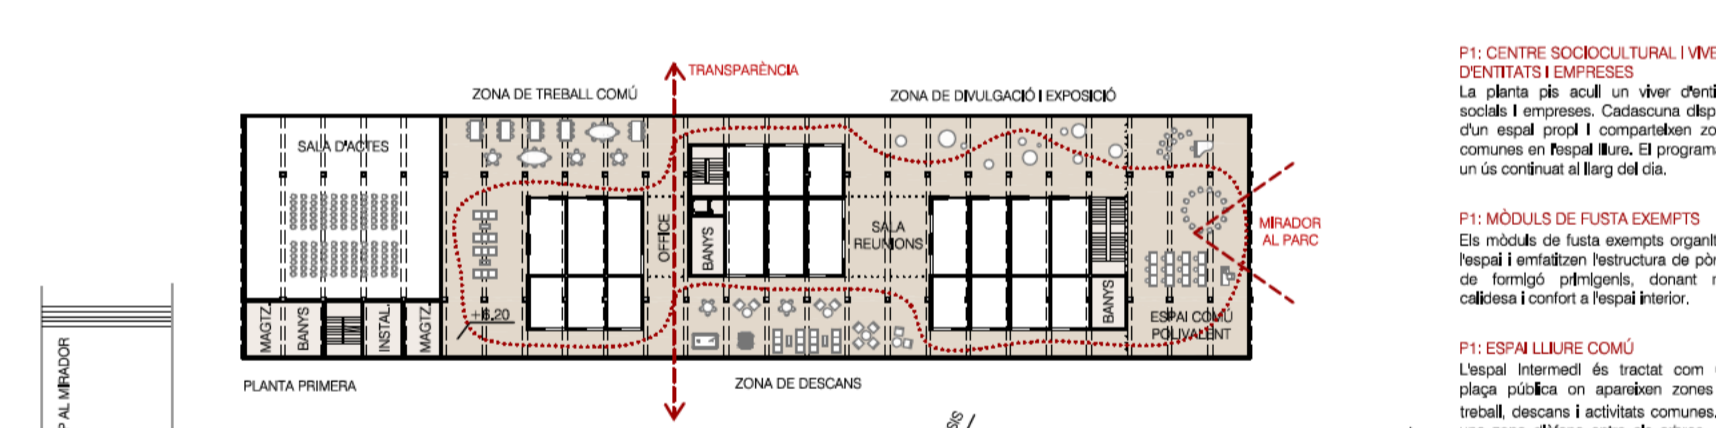 TRANSPARÈNCIA
ZONA DE TREBALL COMÚ
ZONA DE DIVULGACIÓ I EXPOSICIÓ
SALA D'ACTES
OFFICE
BANYS
SALA
REUNIONS
MIRADOR
AL PARC
MAGTZ.
BANYS
INSTAL.
MAGTZ.
+6.20
BANYS
ESPAI COMÚ
POLIVALENT
PLANTA PRIMERA
ZONA DE DESCANS
AL MIRADOR
P1: CENTRE SOCIOCULTURAL I
D'ENTITATS I EMPRESES
La planta pis acull un viver
socials I empreses. Cadascuna
d'un espai propi I comparteixen
comunes en l'espai lliure. El
un ús continuat al llarg del dia.
P1: MÒDULS DE FUSTA EXEMPTS
Els mòduls de fusta exempts
l'espai i emfatitzen l'estructura de
de formigó primigenis, donant
calidesa i confort a l'espai interior.
P1: ESPAI LLIURE COMÚ
L'espai Intermedi és tractat com
plaça pública on apareixen zones
treball, descans i activitats comunes.